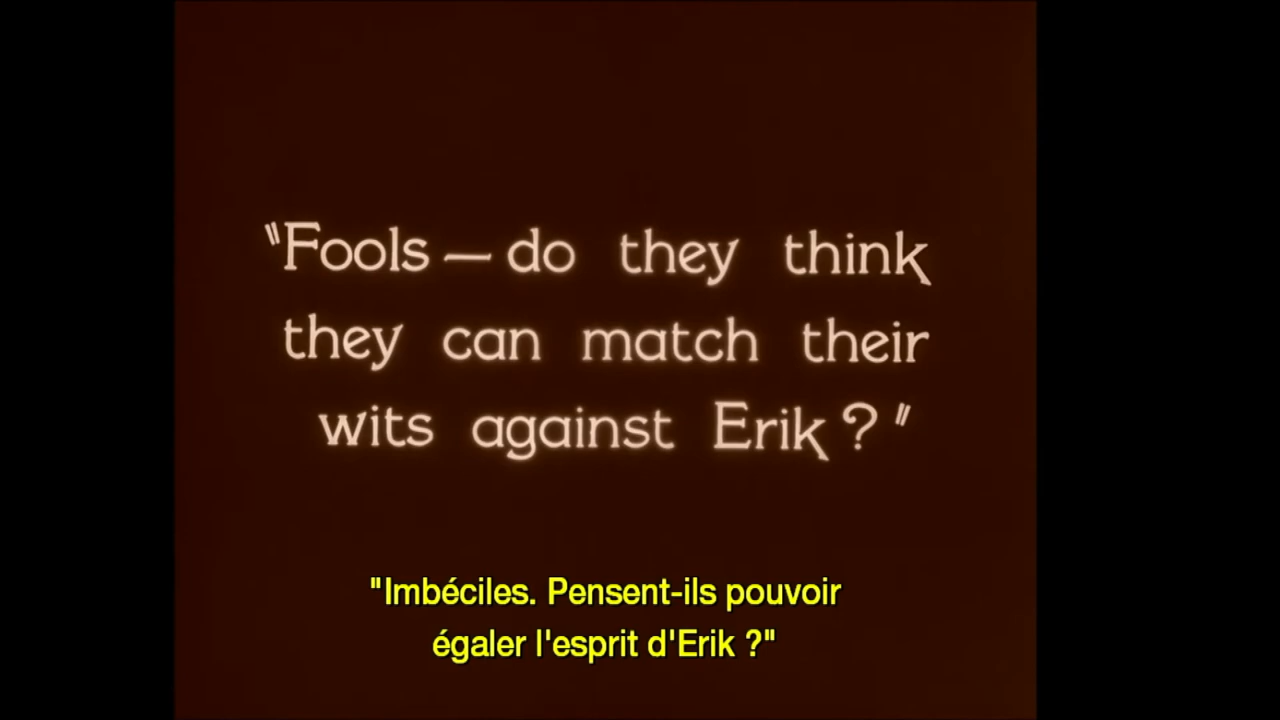 "Fools — do they think
they can match their
wits against Erik ? "
"Imbéciles. Pensent-ils pouvoir
égaler l'esprit d'Erik ?"